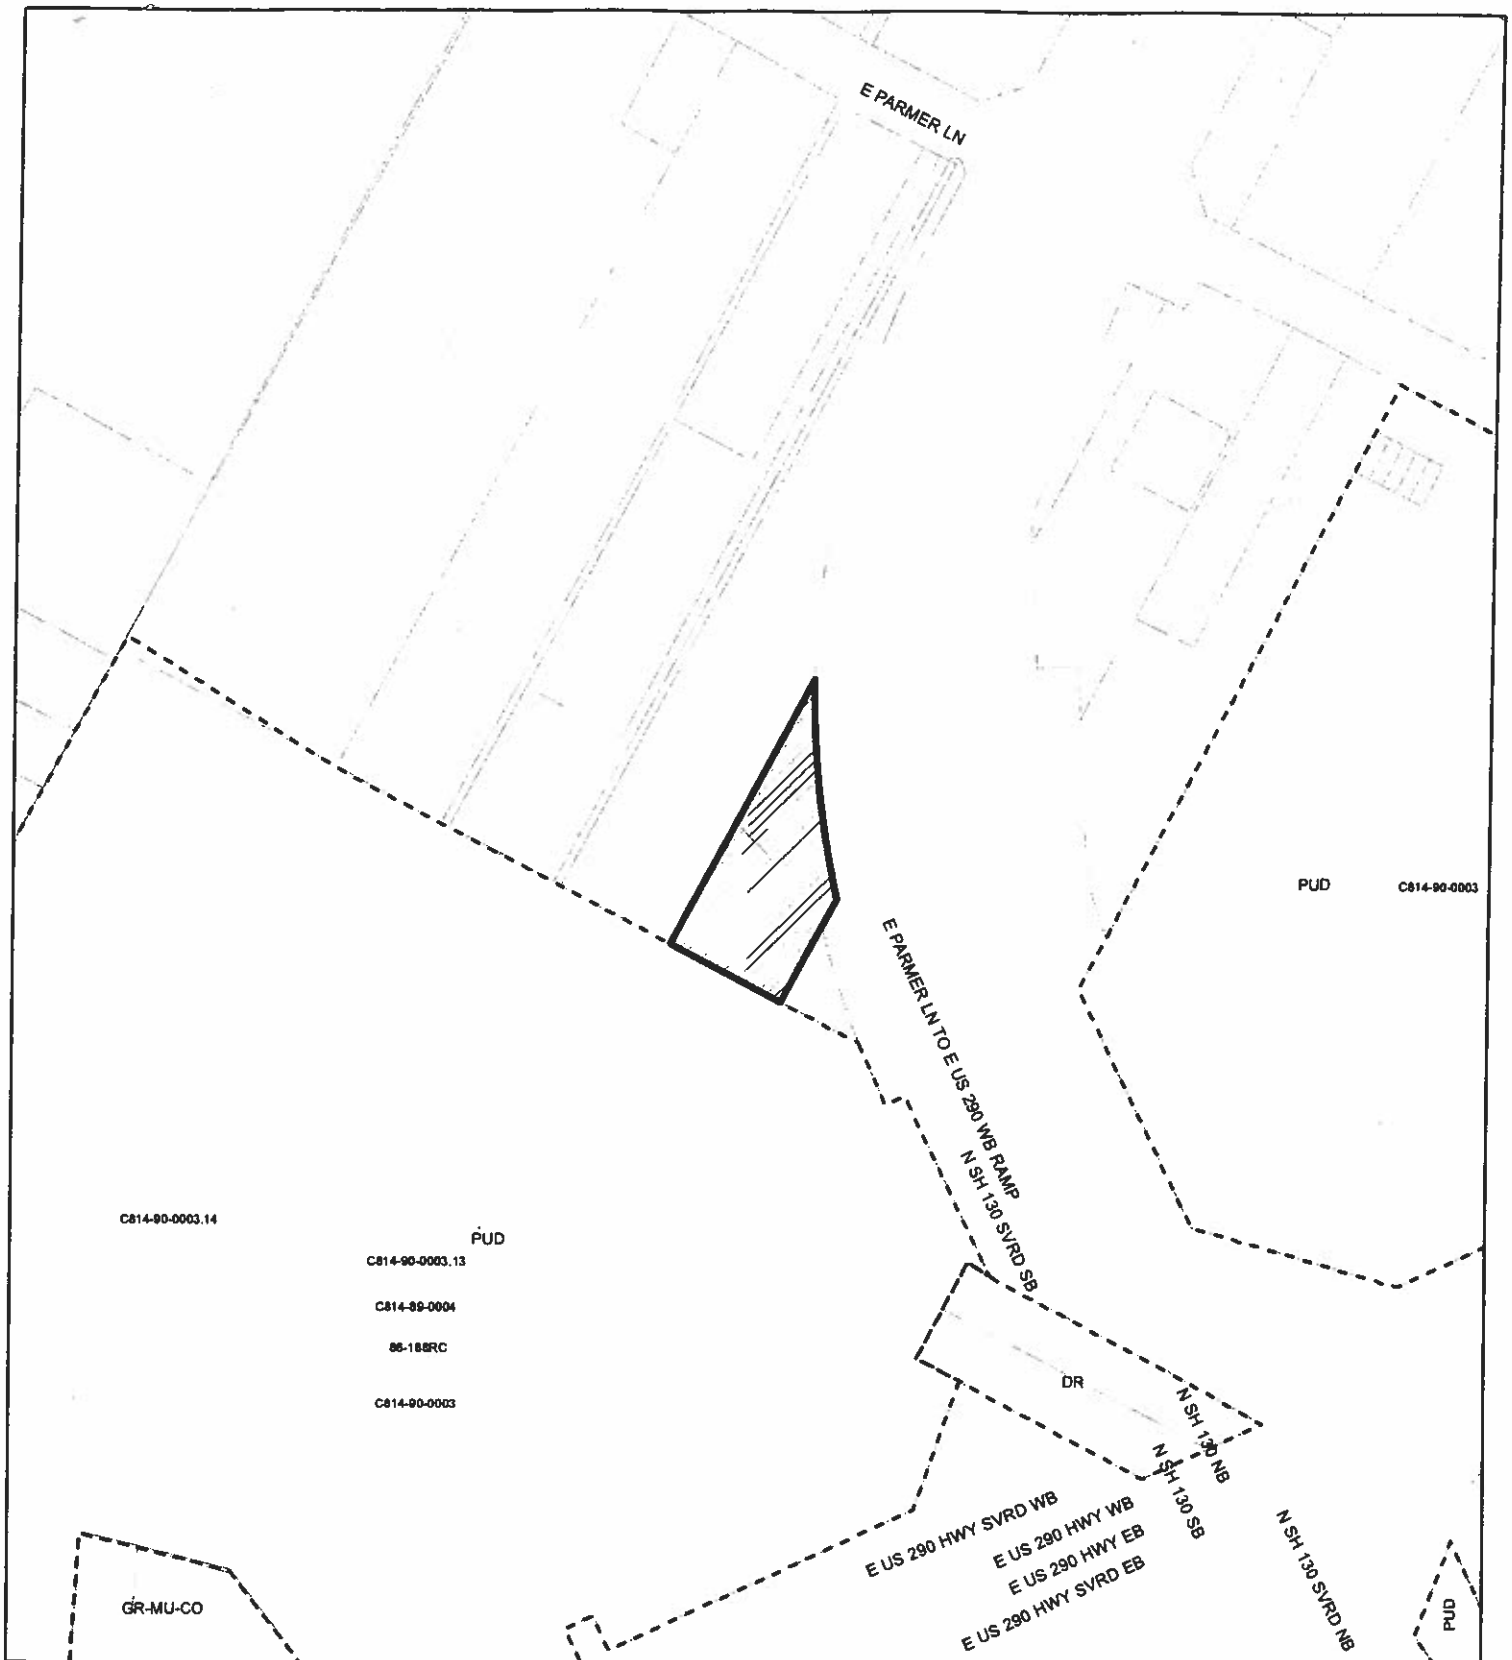 E PARMER LN
PUD
C814-90-0003
E PARMER LN TO E US 290 WB RAMP
N SH 130 SVRD SB
C814-90-0003.14
PUD
C814-90-0003.13
C814-89-0004
86-188RC
C814-90-0003
DR
N SH 130 NB
N SH 130 SB
E US 290 HWY SVRD WB
E US 290 HWY WB
E US 290 HWY EB
E US 290 HWY SVRD EB
N SH 130 SVRD NB
GR-MU-CO
PUD